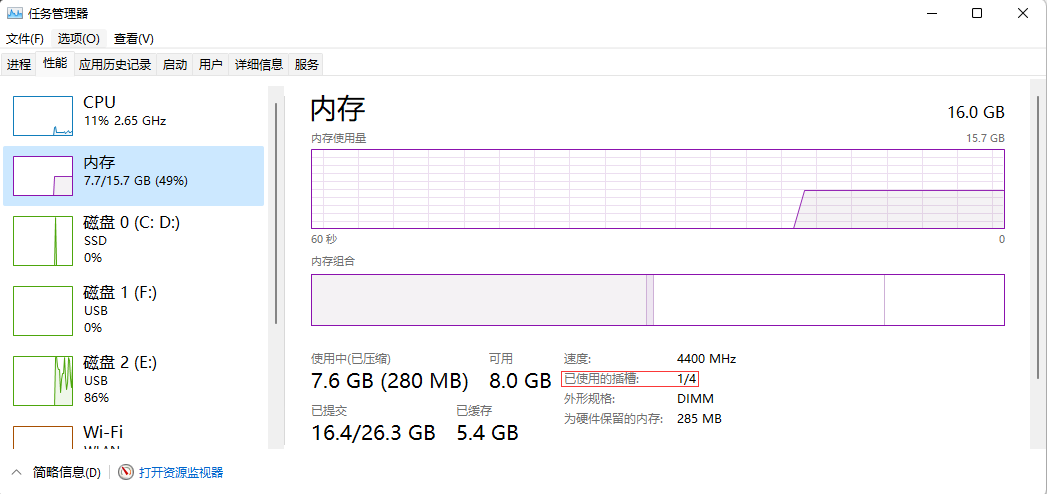 任务管理器
文件(F) 选项(O) 查看(V)
进程 性能 应用历史记录 启动 用户 详细信息 服务
CPU
11% 2.65 GHz
内存
7.7/15.7 GB (49%)
磁盘 0 (C: D:)
SSD
0%
磁盘 1 (F:)
USB
0%
磁盘 2 (E:)
USB
86%
Wi-Fi
WLAN
内存 16.0 GB
内存使用量 15.7 GB
60 秒 0
内存组合
使用中(已压缩) 可用
7.6 GB (280 MB) 8.0 GB
已提交 已缓存
16.4/26.3 GB 5.4 GB
速度: 4400 MHz
已使用的插槽: 1/4
外形规格: DIMM
为硬件保留的内存: 285 MB
简略信息(D) 打开资源监视器